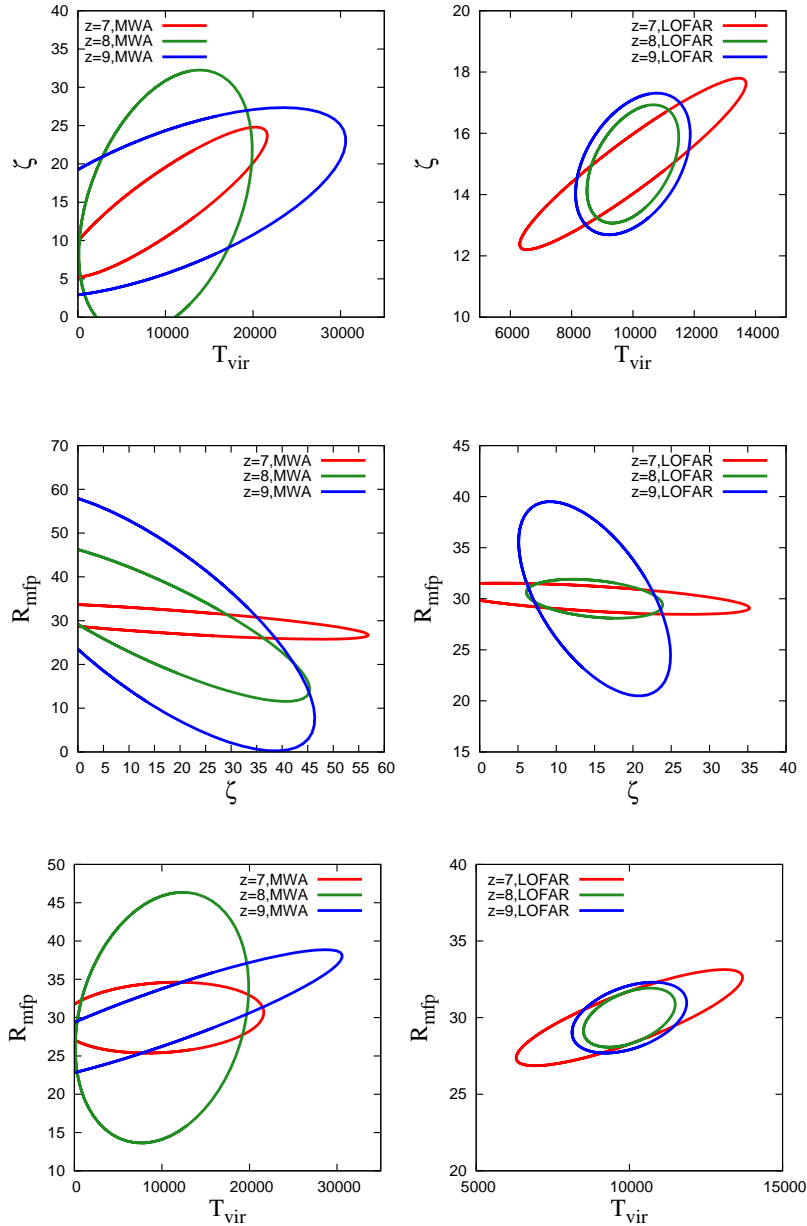 z=7,MWA
z=8,MWA
z=9,MWA
40
35
30
25
20
15
10
5
0
ζ
0 10000 20000 30000
T_vir
z=7,LOFAR
z=8,LOFAR
z=9,LOFAR
20
18
16
14
12
10
ζ
6000 8000 10000 12000 14000
T_vir
z=7,MWA
z=8,MWA
z=9,MWA
70
60
50
40
30
20
10
0
R_mfp
0 5 10 15 20 25 30 35 40 45 50 55 60
ζ
z=7,LOFAR
z=8,LOFAR
z=9,LOFAR
45
40
35
30
25
20
15
R_mfp
0 5 10 15 20 25 30 35 40
ζ
z=7,MWA
z=8,MWA
z=9,MWA
50
45
40
35
30
25
20
15
10
R_mfp
0 10000 20000 30000
T_vir
z=7,LOFAR
z=8,LOFAR
z=9,LOFAR
40
35
30
25
20
R_mfp
5000 10000 15000
T_vir